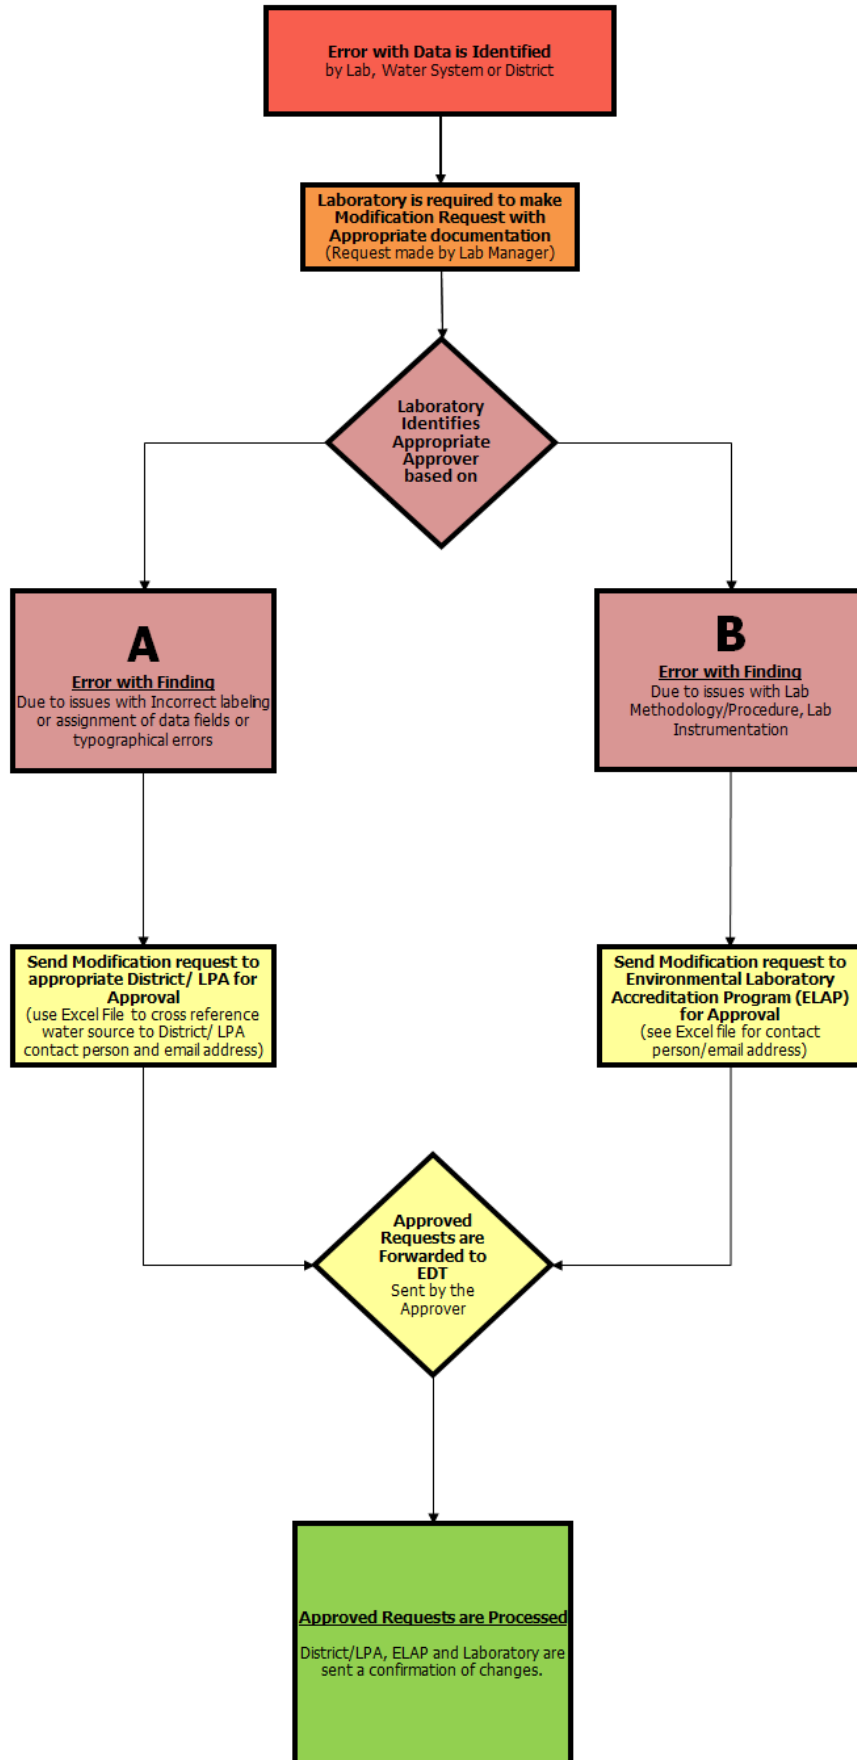 Error with Data is Identified
by Lab, Water System or District
Laboratory is required to make
Modification Request with
Appropriate documentation
(Request made by Lab Manager)
Laboratory
Identifies
Appropriate
Approver
based on
A
Error with Finding
Due to issues with Incorrect labeling
or assignment of data fields or
typographical errors
B
Error with Finding
Due to issues with Lab
Methodology/Procedure, Lab
Instrumentation
Send Modification request to
appropriate District/ LPA for
Approval
(use Excel File to cross reference
water source to District/ LPA
contact person and email address)
Send Modification request to
Environmental Laboratory
Accreditation Program (ELAP)
for Approval
(see Excel file for contact
person/email address)
Approved
Requests are
Forwarded to
EDT
Sent by the
Approver
Approved Requests are Processed
District/LPA, ELAP and Laboratory are
sent a confirmation of changes.